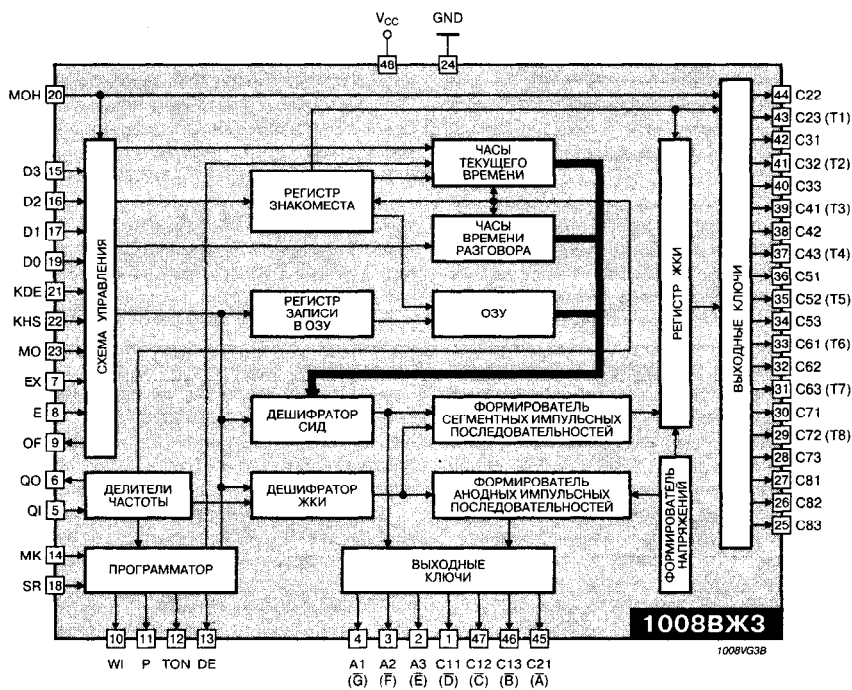 VCC GND
48 24
МОН 20
D3 15
D2 16
D1 17
D0 19
KDE 21
KHS 22
MO 23
EX 7
E 8
OF 9
QO 6
QI 5
MK 14
SR 18
СХЕМА УПРАВЛЕНИЯ
РЕГИСТР
ЗНАКОМЕСТА
ЧАСЫ
ТЕКУЩЕГО
ВРЕМЕНИ
ЧАСЫ
ВРЕМЕНИ
РАЗГОВОРА
РЕГИСТР
ЗАПИСИ
В ОЗУ
ОЗУ
ДЕШИФРАТОР
СИД
ФОРМИРОВАТЕЛЬ
СЕГМЕНТНЫХ ИМПУЛЬСНЫХ
ПОСЛЕДОВАТЕЛЬНОСТЕЙ
ДЕЛИТЕЛИ
ЧАСТОТЫ
ДЕШИФРАТОР
ЖКИ
ФОРМИРОВАТЕЛЬ
АНОДНЫХ ИМПУЛЬСНЫХ
ПОСЛЕДОВАТЕЛЬНОСТЕЙ
ПРОГРАММАТОР
ВЫХОДНЫЕ
КЛЮЧИ
РЕГИСТР ЖКИ
ФОРМИРОВАТЕЛЬ
НАПРЯЖЕНИЙ
ВЫХОДНЫЕ КЛЮЧИ
44 C22
43 C23 (T1)
42 C31
41 C32 (T2)
40 C33
39 C41 (T3)
38 C42
37 C43 (T4)
36 C51
35 C52 (T5)
34 C53
33 C61 (T6)
32 C62
31 C63 (T7)
30 C71
29 C72 (T8)
28 C73
27 C81
26 C82
25 C83
1008ВЖ3
1008VG3B
10 11 12 13 4 3 2 1 47 46 45
WI P TON DE A1 A2 A3 C11 C12 C13 C21
(G̅) (F̅) (E̅) (D̅) (C̅) (B̅) (A̅)